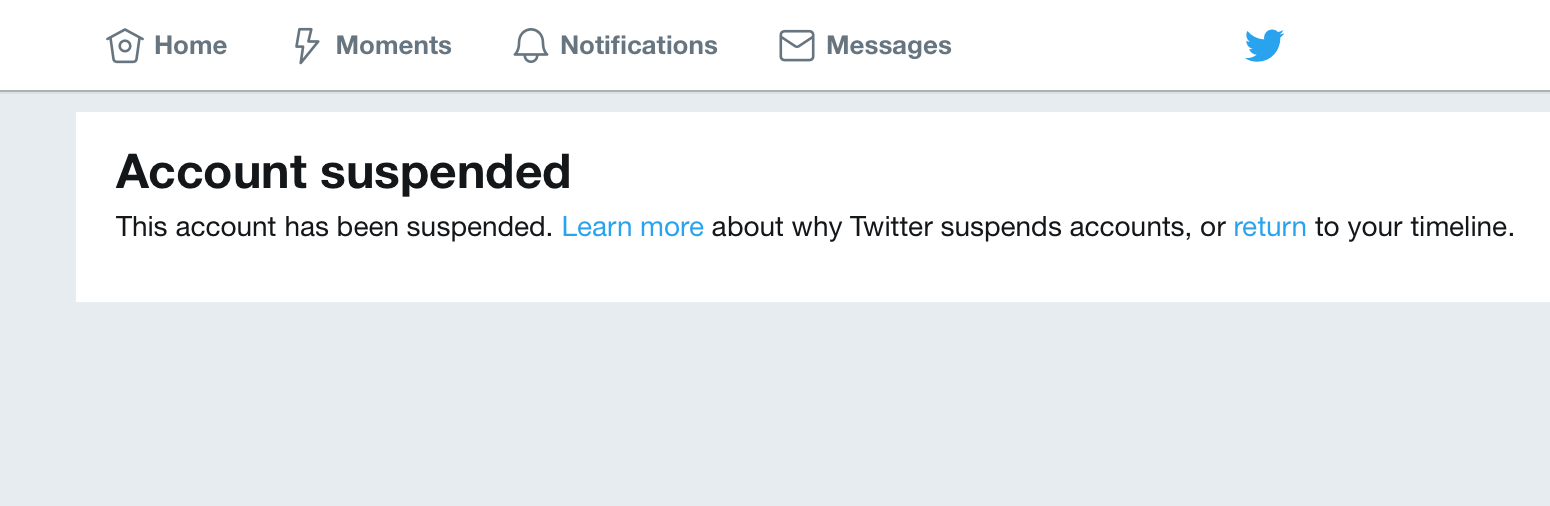 Home Moments Notifications Messages
Account suspended
This account has been suspended. Learn more about why Twitter suspends accounts, or return to your timeline.